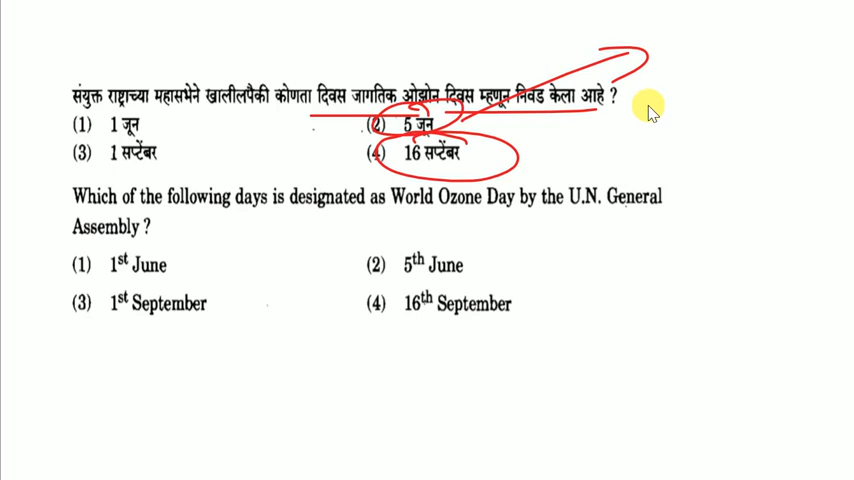 संयुक्त राष्ट्राच्या महासभेने खालीलपैकी कोणता दिवस जागतिक ओझोन दिवस म्हणून निवड केला आहे ?
(1) 1 जून (2) 5 जून
(3) 1 सप्टेंबर (4) 16 सप्टेंबर
Which of the following days is designated as World Ozone Day by the U.N. General
Assembly ?
(1) 1st June (2) 5th June
(3) 1st September (4) 16th September